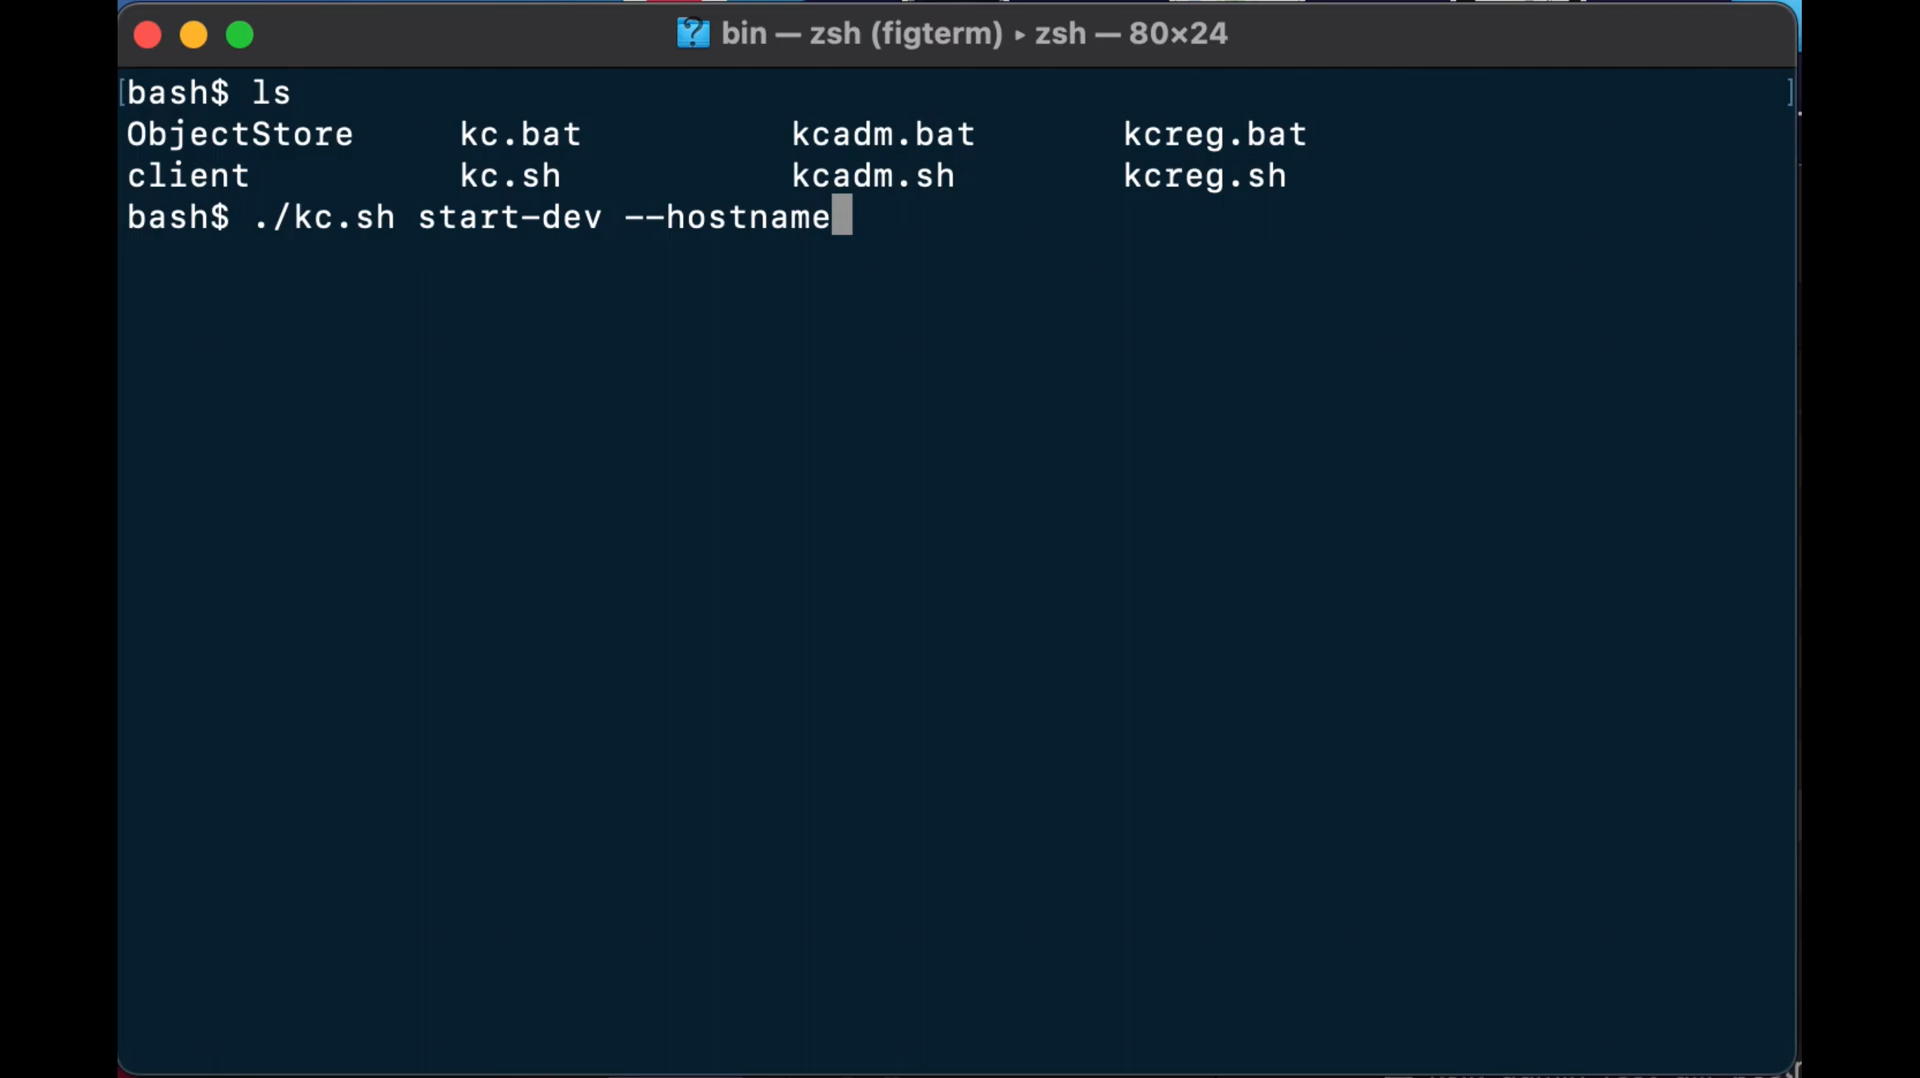 bin — zsh (figterm) ▸ zsh — 80×24
[bash$ ls ]
ObjectStore kc.bat kcadm.bat kcreg.bat
client kc.sh kcadm.sh kcreg.sh
bash$ ./kc.sh start-dev --hostname